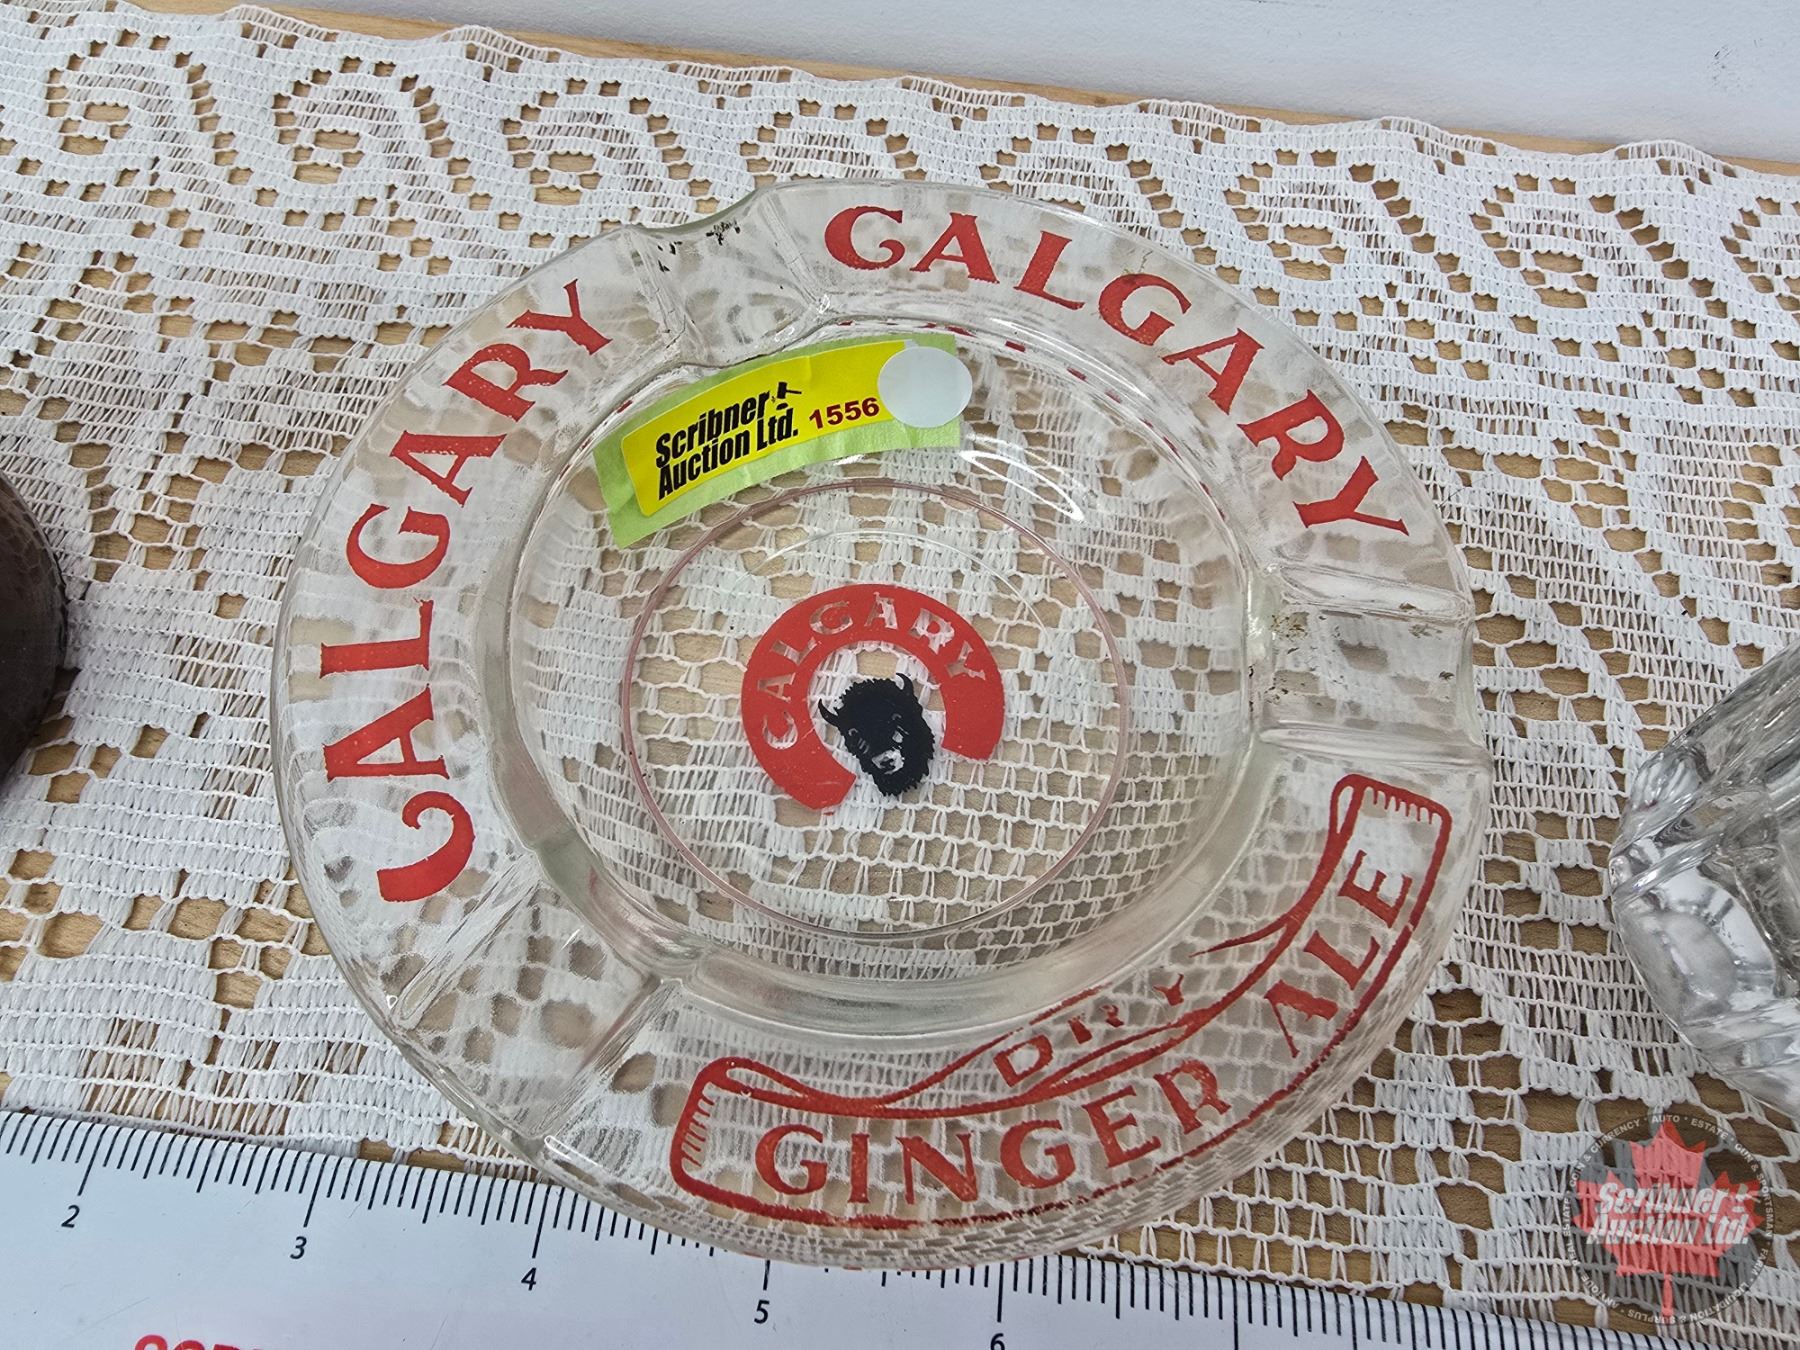 CALGARY
CALGARY
Scribner
Auction Ltd. 1556
CALGARY
DRY
GINGER ALE
2
3
4
5
6
Scribner
Auction Ltd.